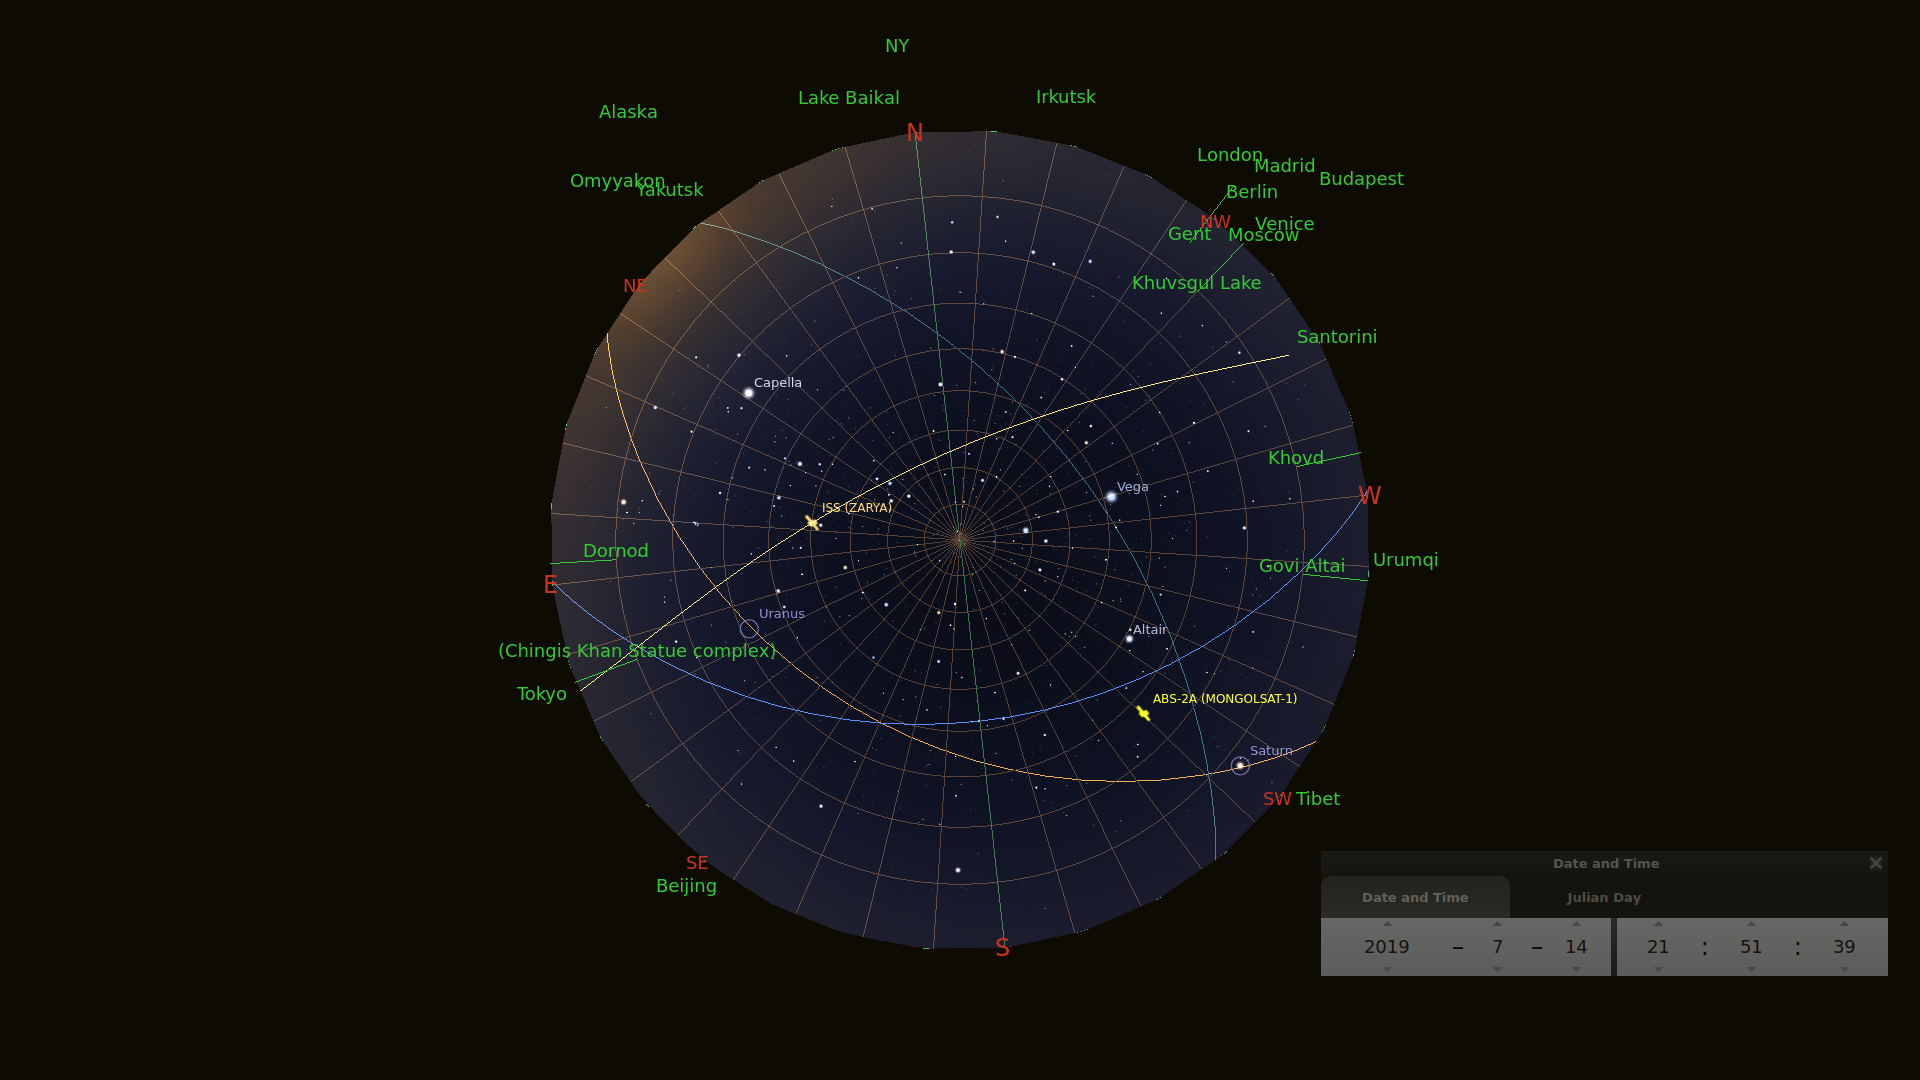 NY
Lake Baikal
Irkutsk
Alaska
N
London
Madrid
Omyyakon
Yakutsk
Budapest
Berlin
NW
Venice
Gent
Moscow
NE
Khuvsgul Lake
Santorini
Capella
Khovd
Vega
W
ISS (ZARYA)
Dornod
Govi Altai
Urumqi
E
Uranus
Altair
(Chingis Khan Statue complex)
Tokyo
ABS-2A (MONGOLSAT-1)
Saturn
SW
Tibet
SE
Beijing
S
Date and Time
Date and Time
Julian Day
2019 – 7 – 14 21 : 51 : 39